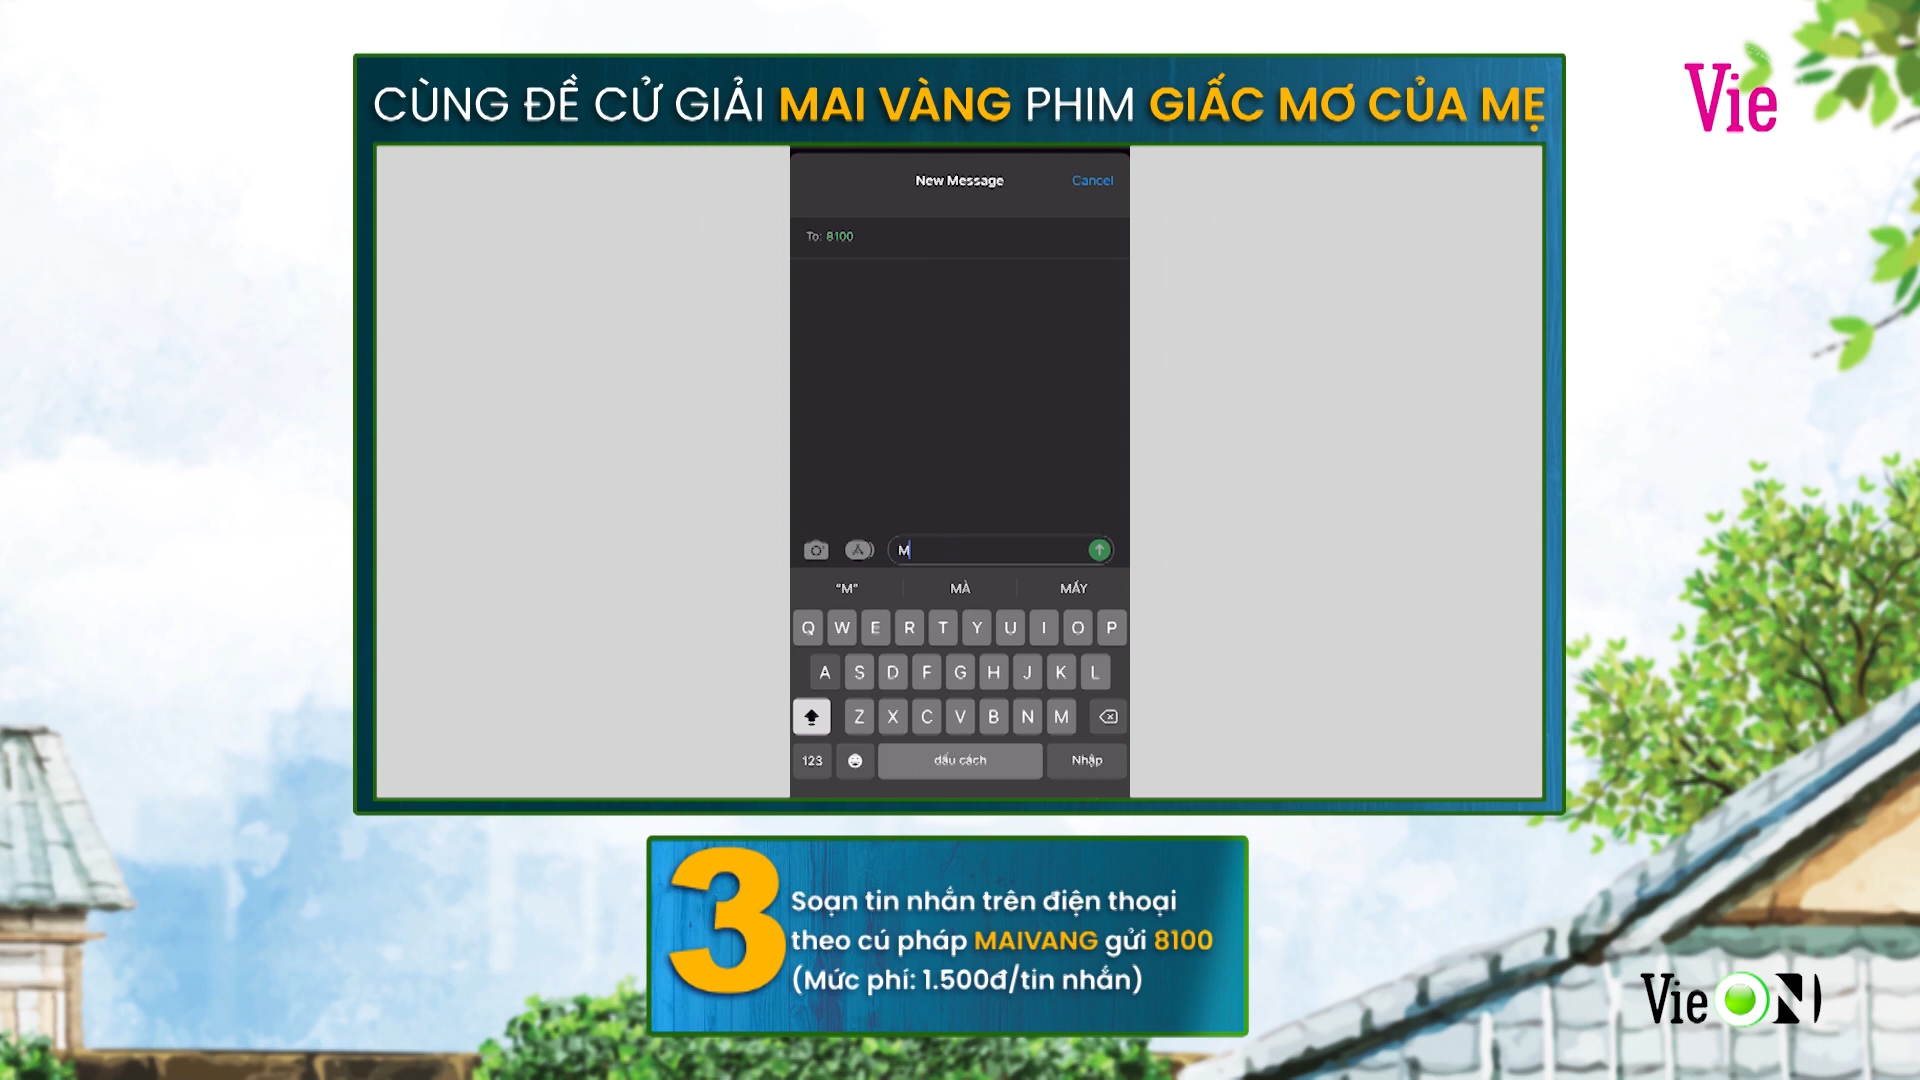 CÙNG ĐỀ CỬ GIẢI MAI VÀNG PHIM GIẤC MƠ CỦA MẸ
Vie
New Message
Cancel
To: 8100
M
“M”
MÀ
MẤY
Q W E R T Y U I O P
A S D F G H J K L
Z X C V B N M
123
dấu cách
Nhập
3
Soạn tin nhắn trên điện thoại
theo cú pháp MAIVANG gửi 8100
(Mức phí: 1.500đ/tin nhắn)
VieON